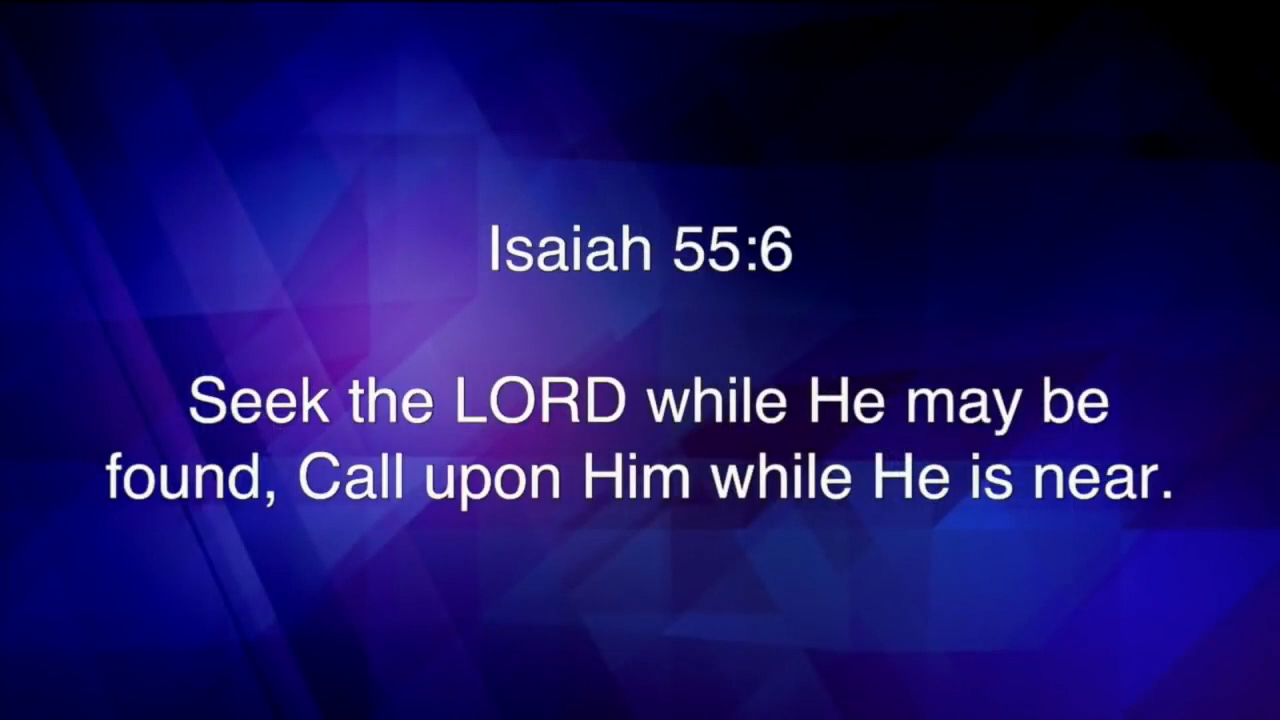 Isaiah 55:6
Seek the LORD while He may be
found, Call upon Him while He is near.